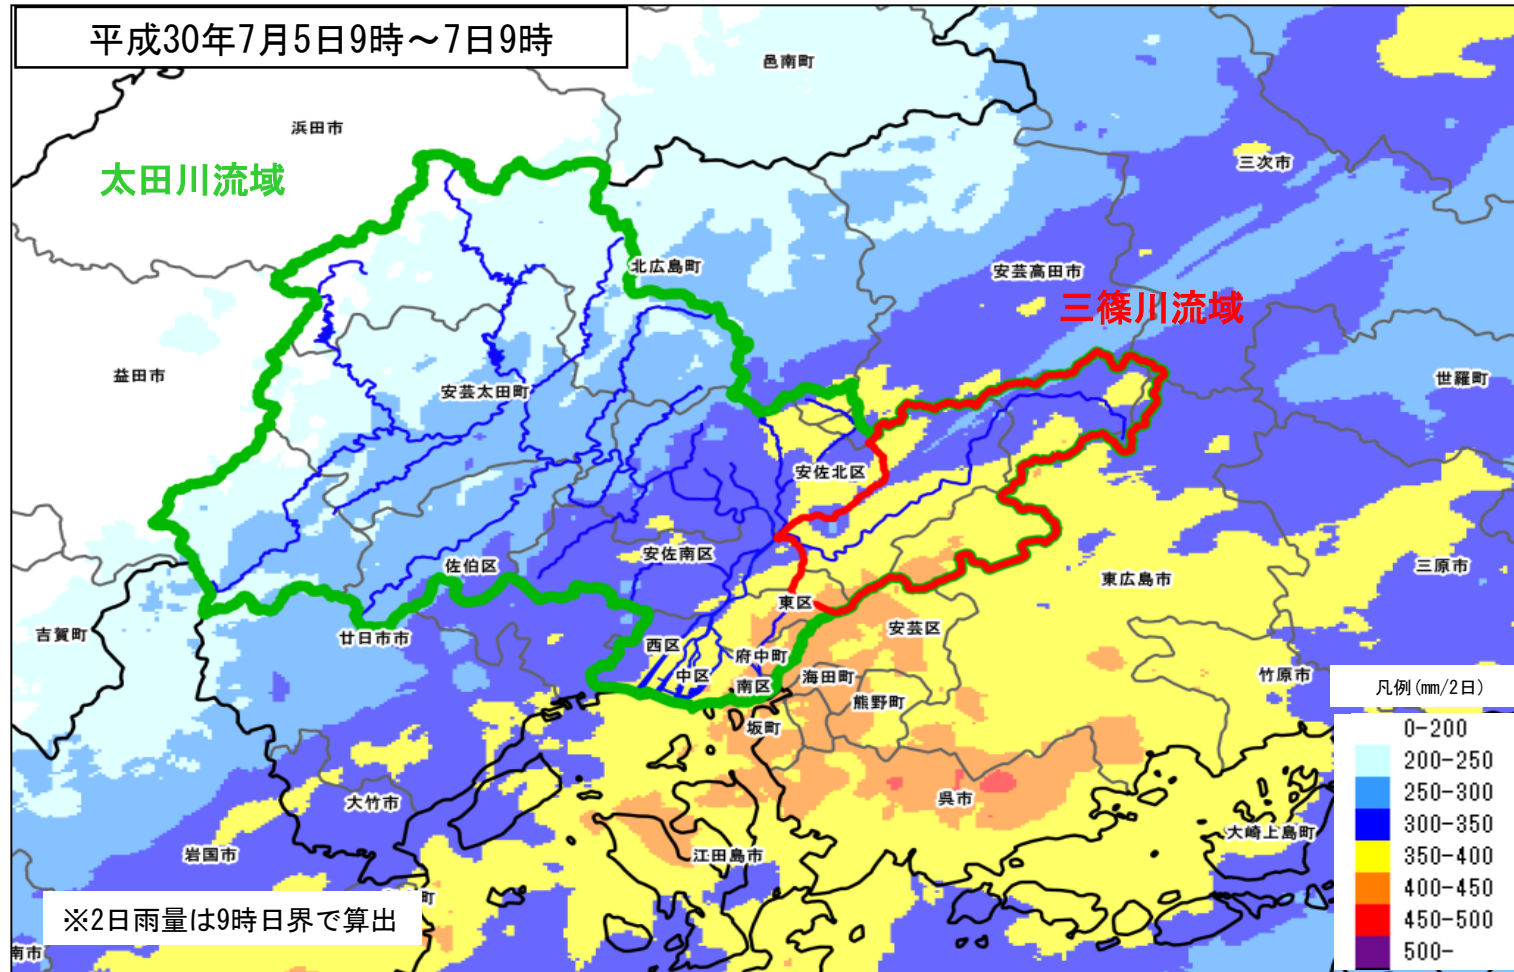 平成30年7月5日9時～7日9時
邑南町
浜田市
三次市
太田川流域
北広島町
安芸高田市
三篠川流域
益田市
安芸太田町
世羅町
安佐北区
安佐南区
佐伯区
三原市
東広島市
東区
吉賀町
廿日市市
西区
府中町
安芸区
中区
南区
海田町
竹原市
熊野町
坂町
凡例(mm/2日)
0-200
200-250
250-300
300-350
350-400
400-450
450-500
500-
大竹市
呉市
大崎上島町
岩国市
江田島市
町
※2日雨量は9時日界で算出
南市